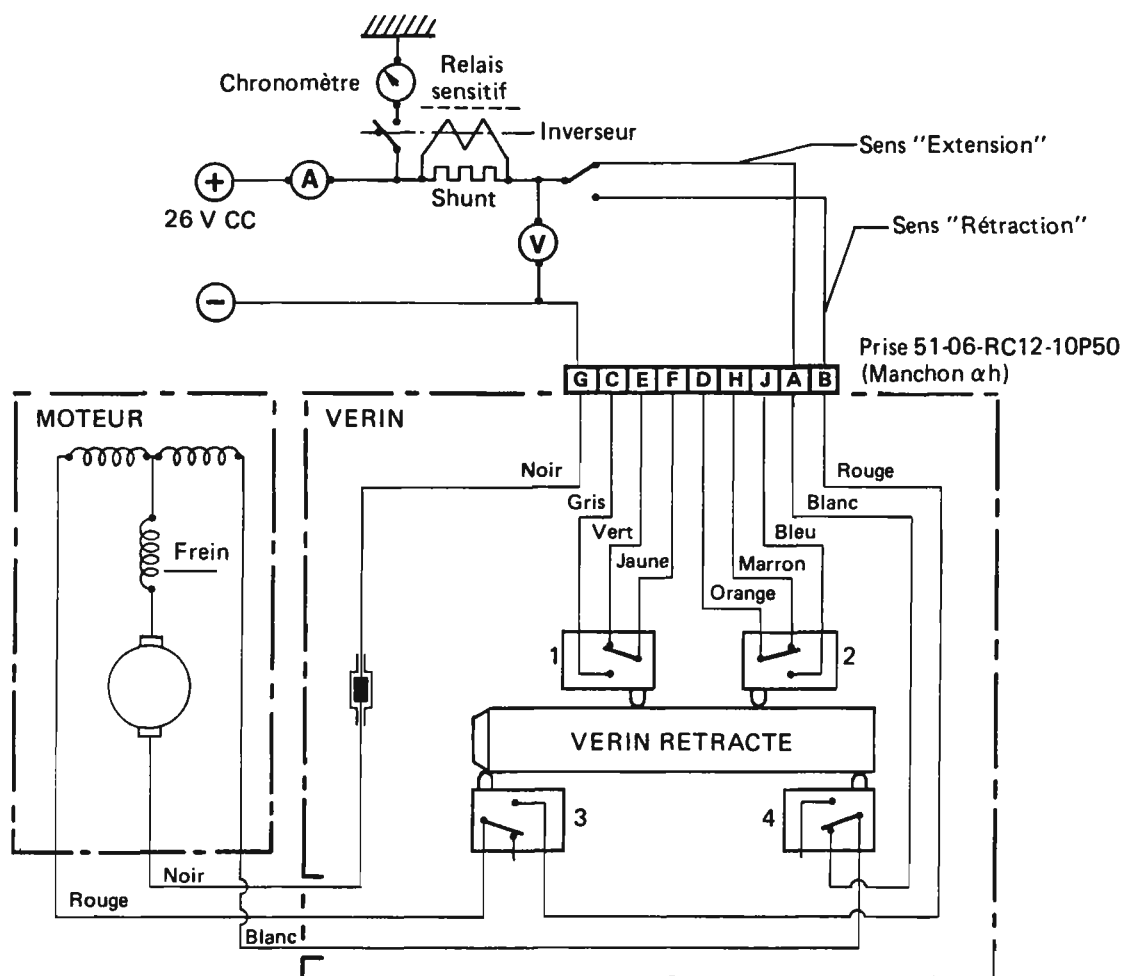 Chronomètre
Relais
sensitif
Inverseur
Sens "Extension"
+
A
Shunt
26 V CC
V
Sens "Rétraction"
−
Prise 51-06-RC12-10P50
(Manchon αh)
G C E F D H J A B
MOTEUR
VERIN
Noir
Rouge
Gris
Blanc
Vert
Bleu
Frein
Jaune
Marron
Orange
1
2
VERIN RETRACTE
3
4
Noir
Rouge
Blanc